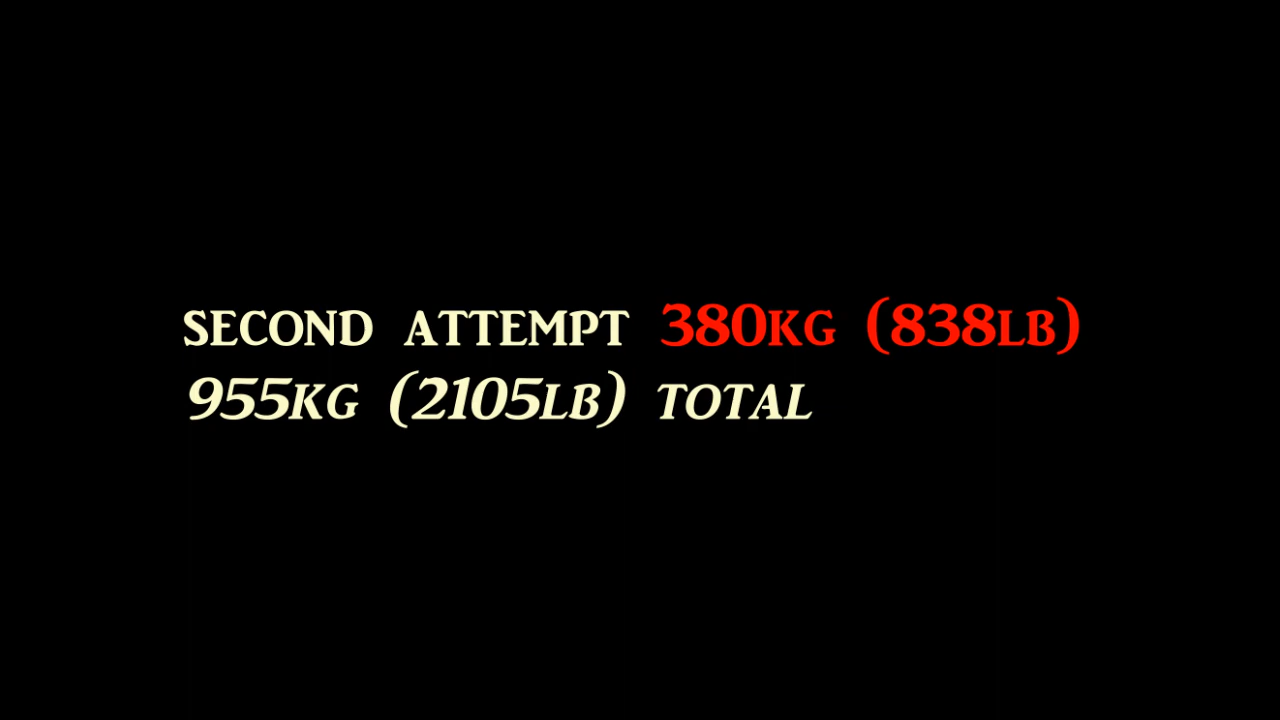 SECOND ATTEMPT 380KG (838LB)
955KG (2105LB) TOTAL